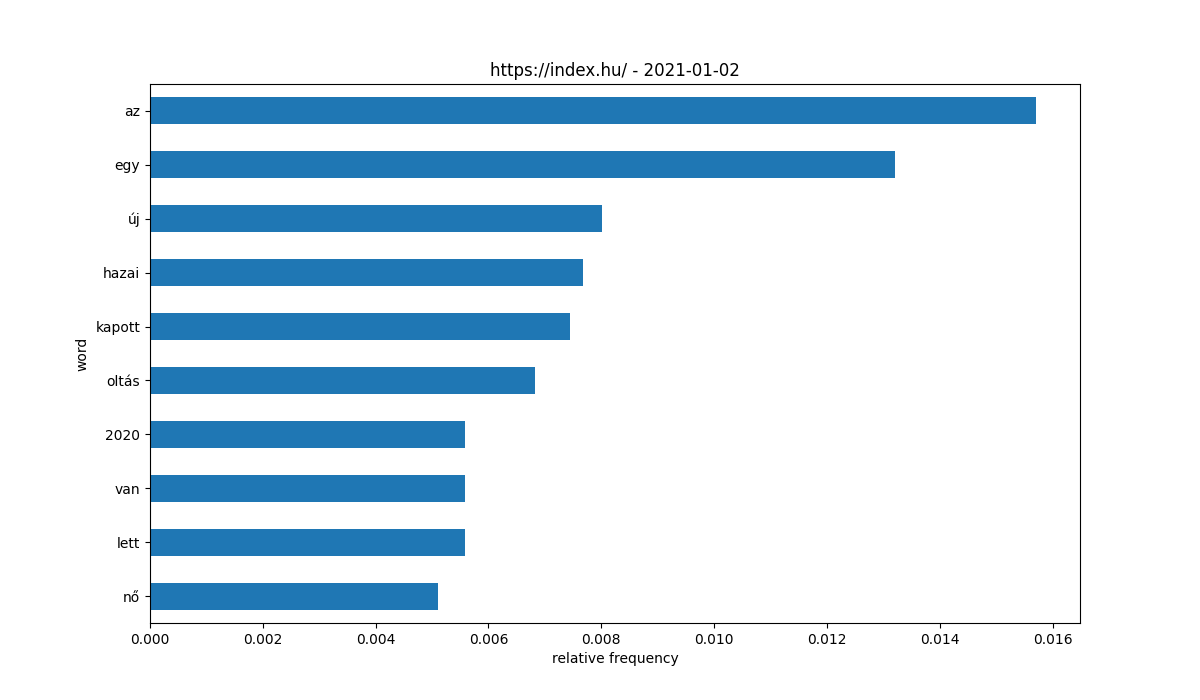 https://index.hu/ - 2021-01-02
az
egy
új
hazai
kapott
oltás
2020
van
lett
nő
word
0.000 0.002 0.004 0.006 0.008 0.010 0.012 0.014 0.016
relative frequency